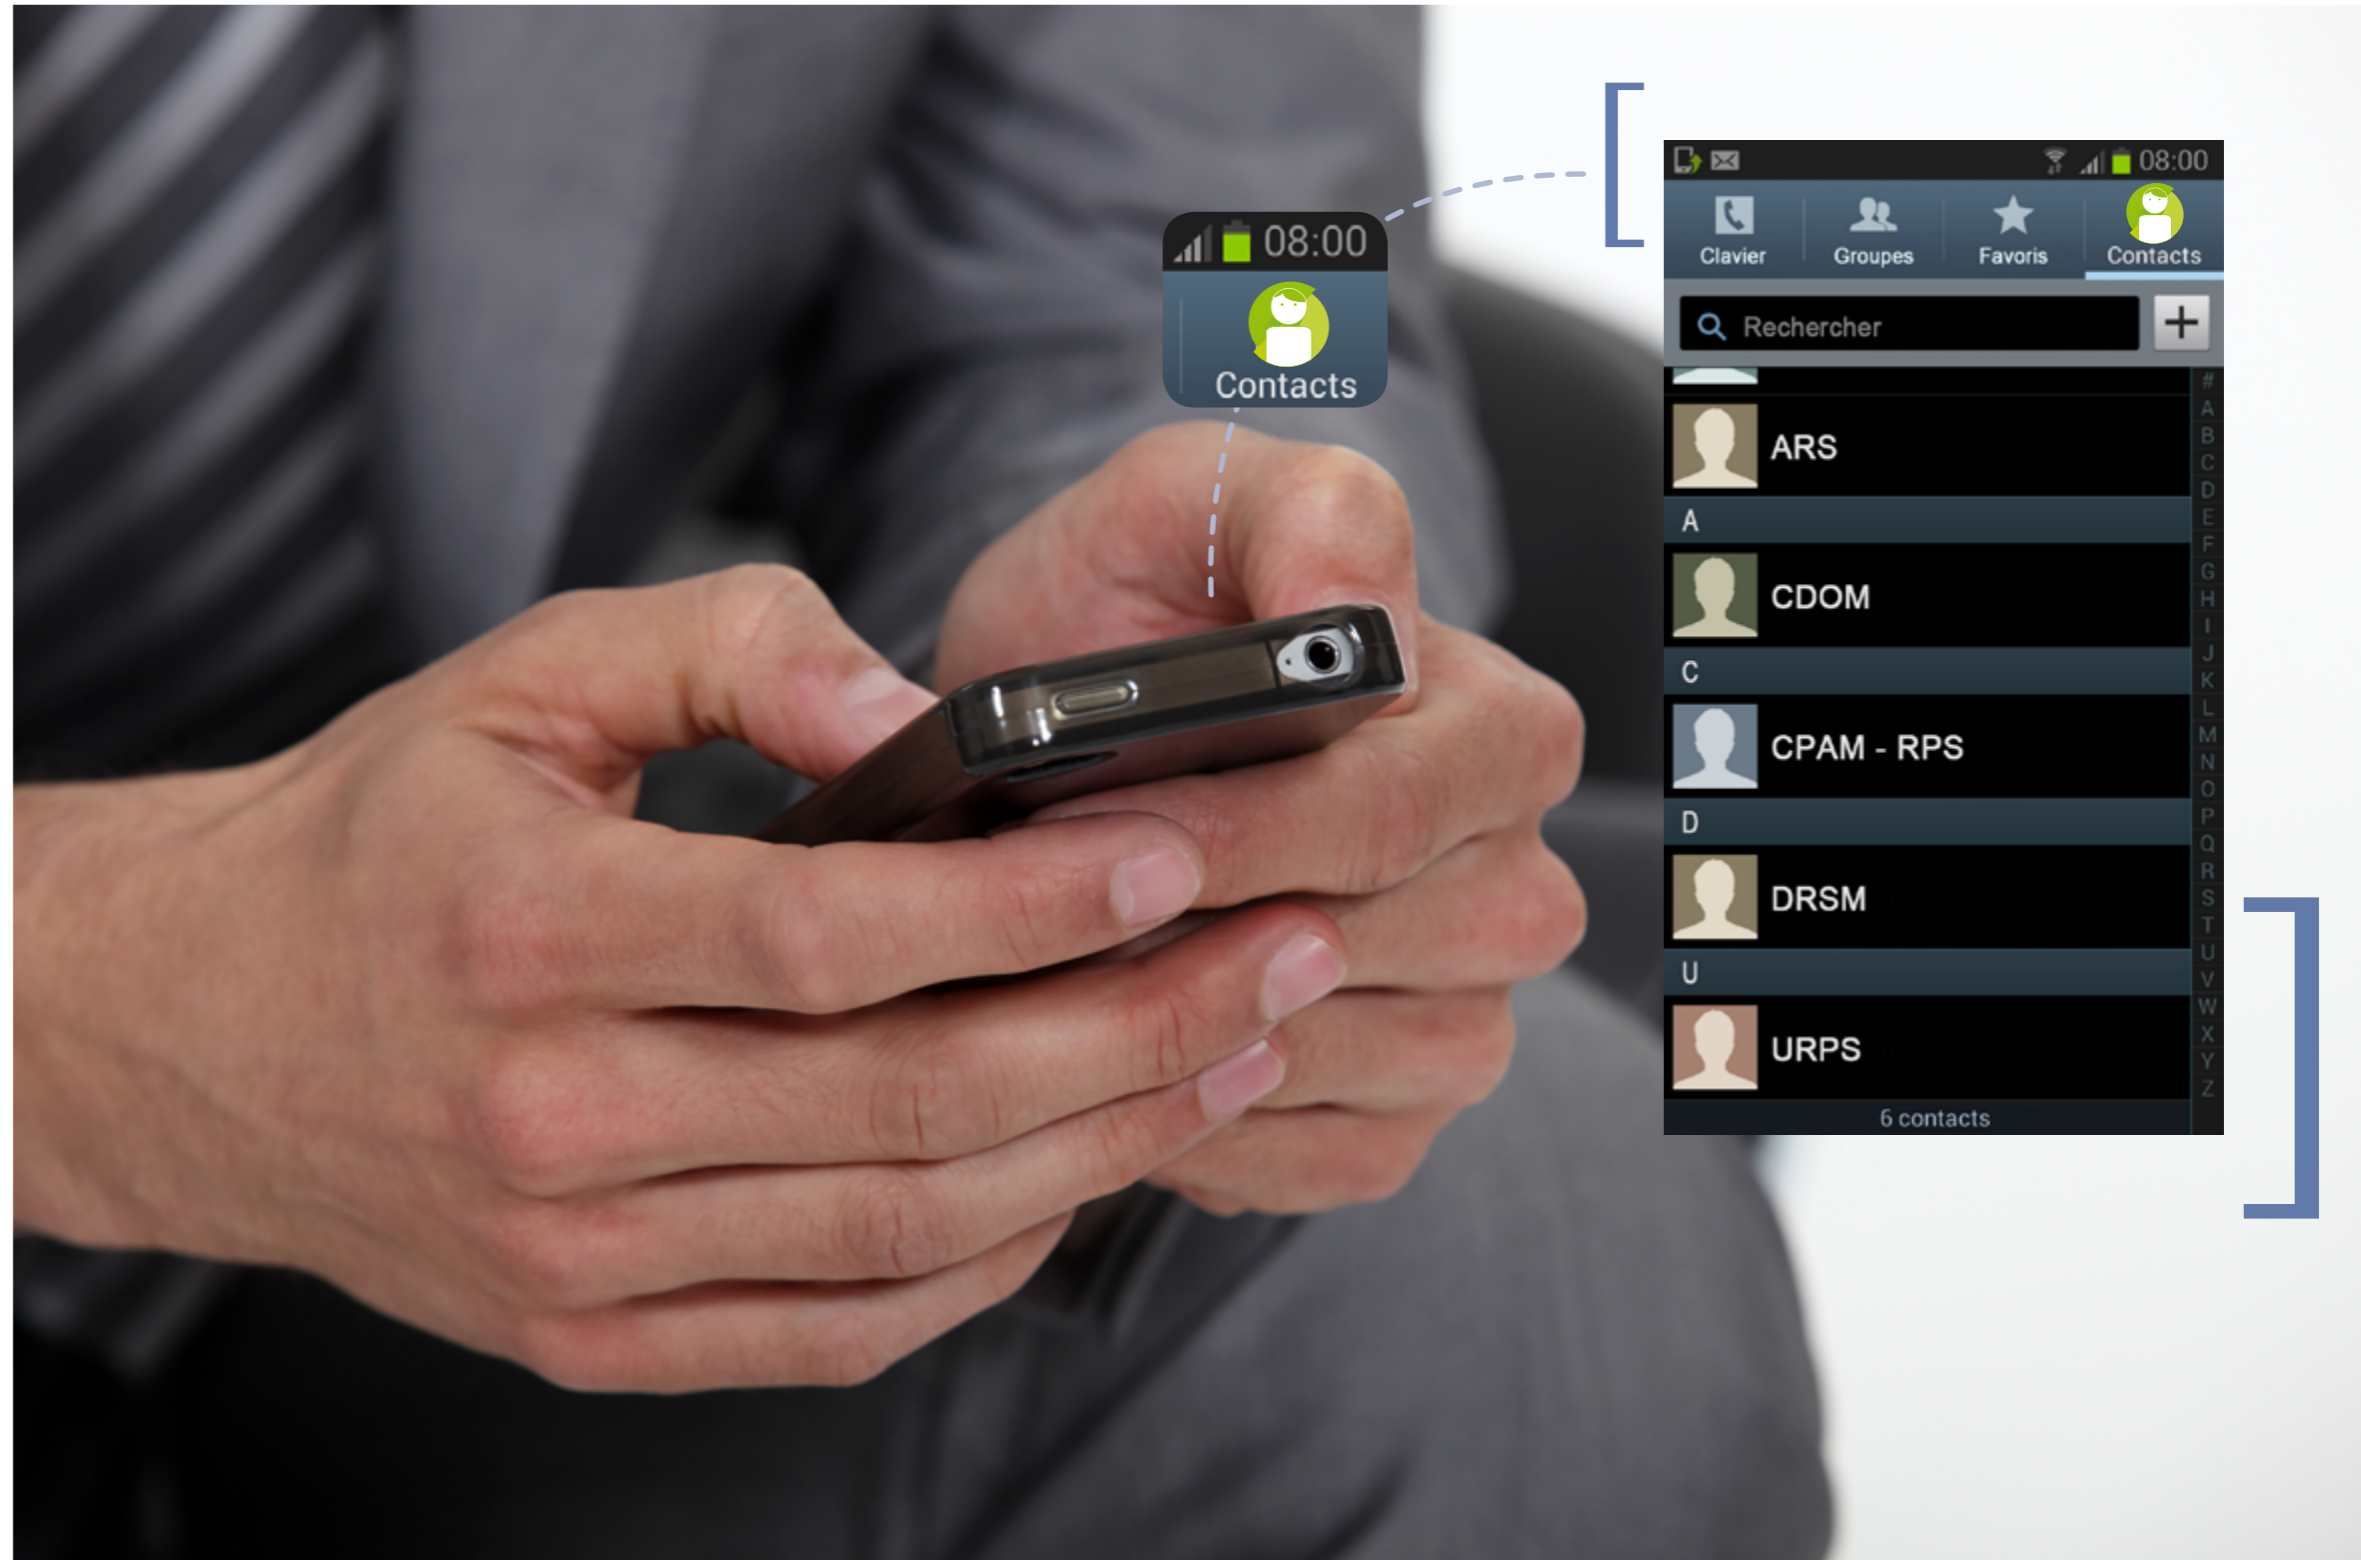 08:00
Contacts
08:00
Clavier Groupes Favoris Contacts
Rechercher
+
ARS
A
CDOM
C
CPAM - RPS
D
DRSM
U
URPS
6 contacts
#
A
B
C
D
E
F
G
H
I
J
K
L
M
N
O
P
Q
R
S
T
U
V
W
X
Y
Z